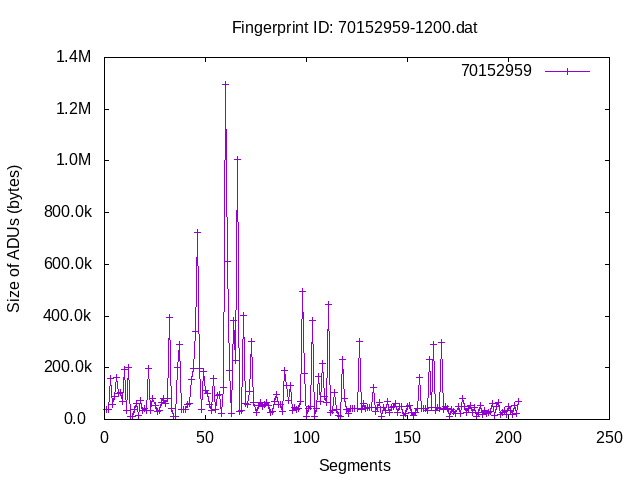 Fingerprint ID: 70152959-1200.dat
1.4M
70152959
1.2M
1.0M
800.0k
Size of ADUs (bytes)
600.0k
400.0k
200.0k
0.0
0 50 100 150 200 250
Segments